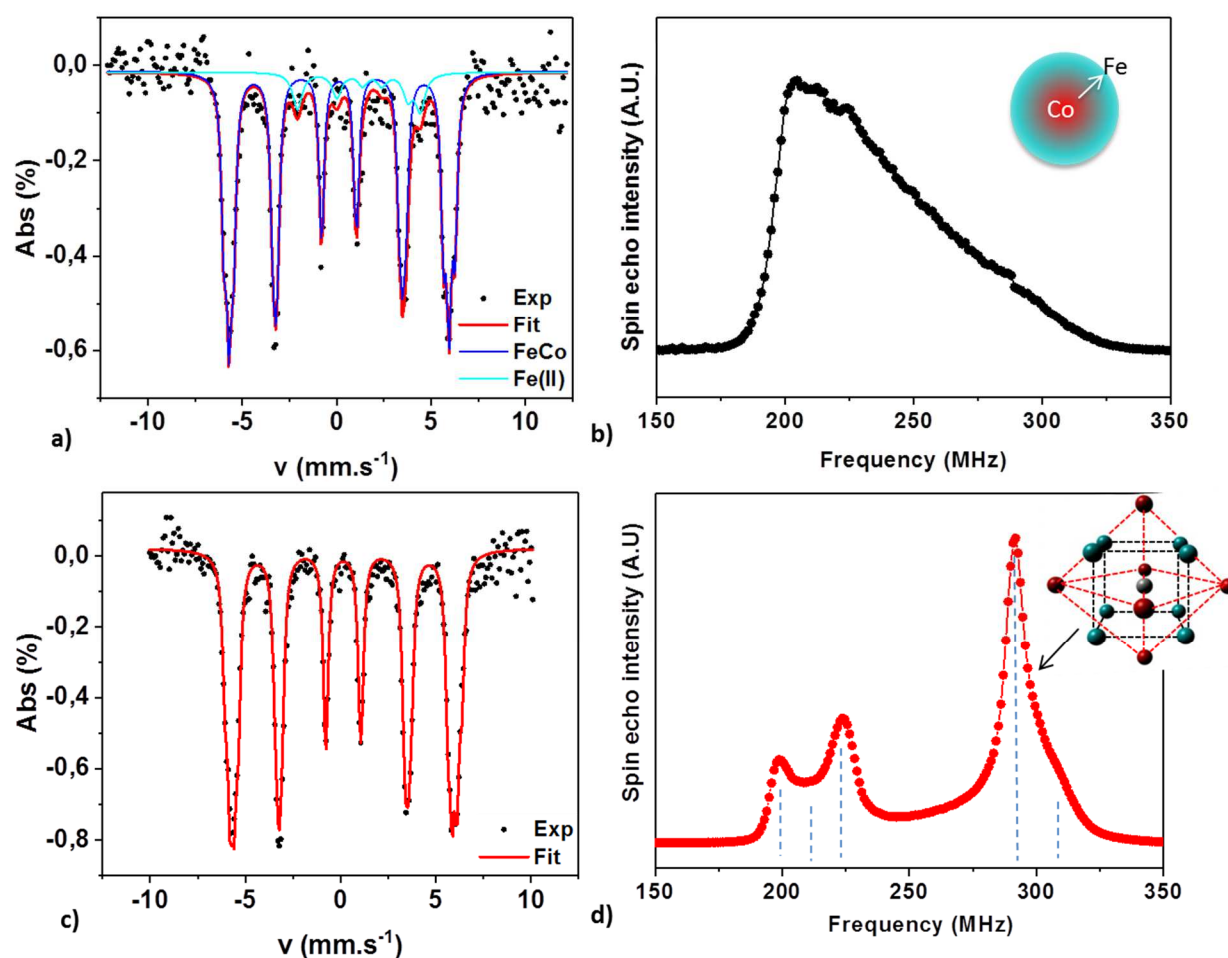 0,0
-0,2
-0,4
-0,6
Abs (%)
-10 -5 0 5 10
ν (mm.s-1)
Exp
Fit
FeCo
Fe(II)
a)
Spin echo intensity (A.U.)
150 200 250 300 350
Frequency (MHz)
Fe
Co
b)
0,0
-0,2
-0,4
-0,6
-0,8
Abs (%)
-10 -5 0 5 10
ν (mm.s-1)
Exp
Fit
c)
Spin echo intensity (A.U)
150 200 250 300 350
Frequency (MHz)
d)